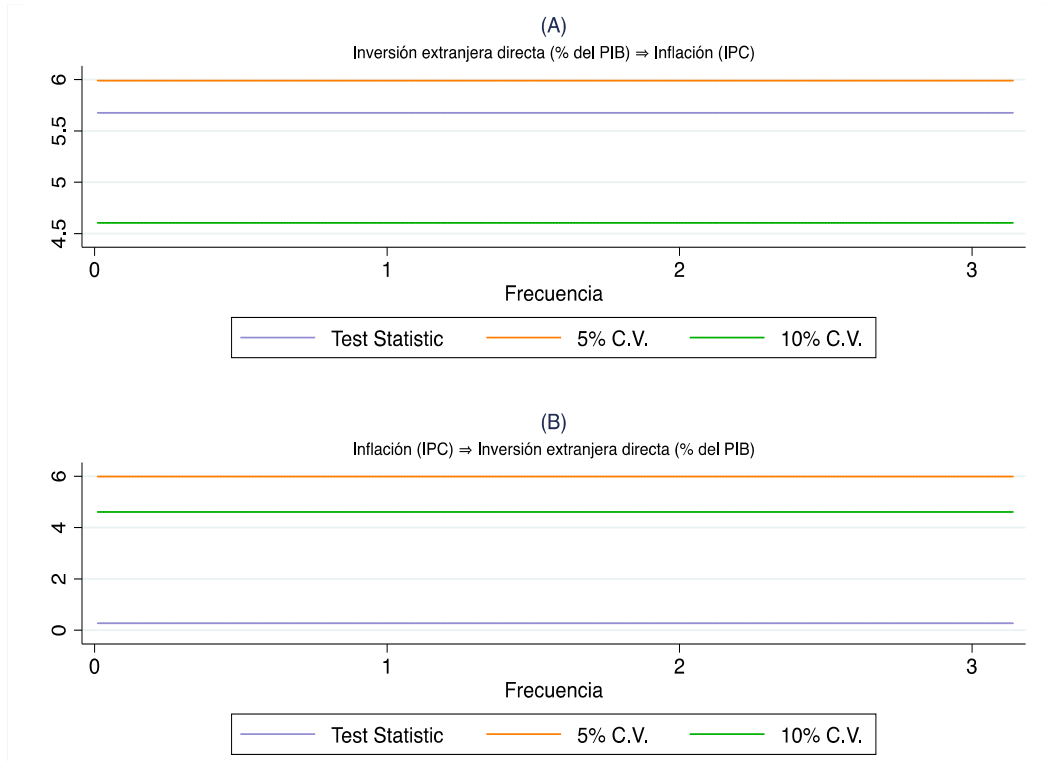 (A)
Inversión extranjera directa (% del PIB) ⇒ Inflación (IPC)
6
5.5
5
4.5
0 1 2 3
Frecuencia
Test Statistic 5% C.V. 10% C.V.
(B)
Inflación (IPC) ⇒ Inversión extranjera directa (% del PIB)
6
4
2
0
0 1 2 3
Frecuencia
Test Statistic 5% C.V. 10% C.V.